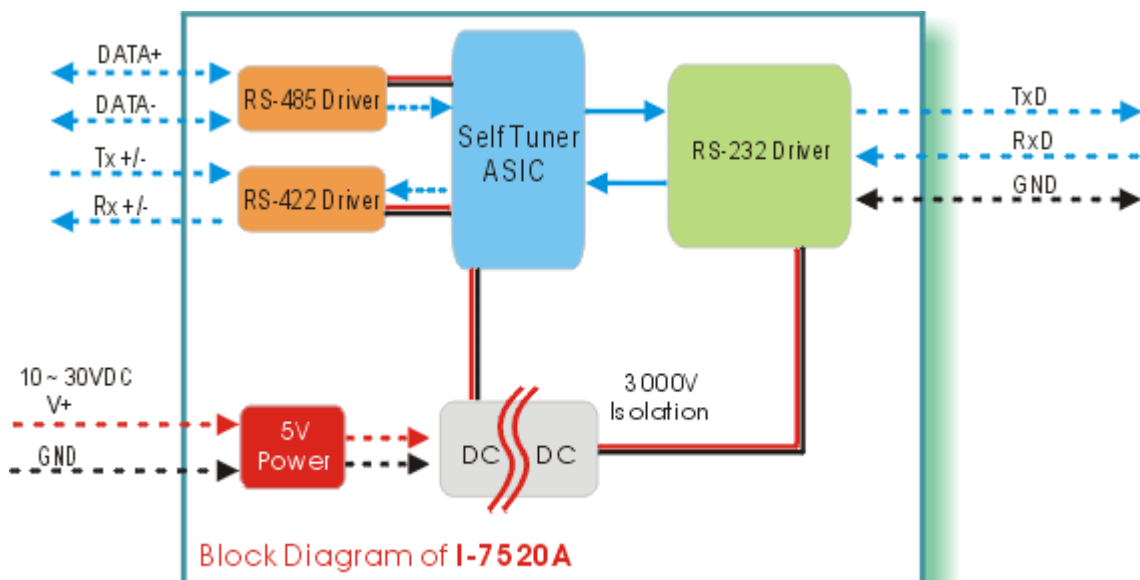 DATA+
DATA-
Tx +/-
Rx +/-
RS-485 Driver
RS-422 Driver
Self Tuner
ASIC
RS-232 Driver
TxD
RxD
GND
10 ~ 30VDC
V+
GND
5V
Power
DC DC
3000V
Isolation
Block Diagram of I-7520A